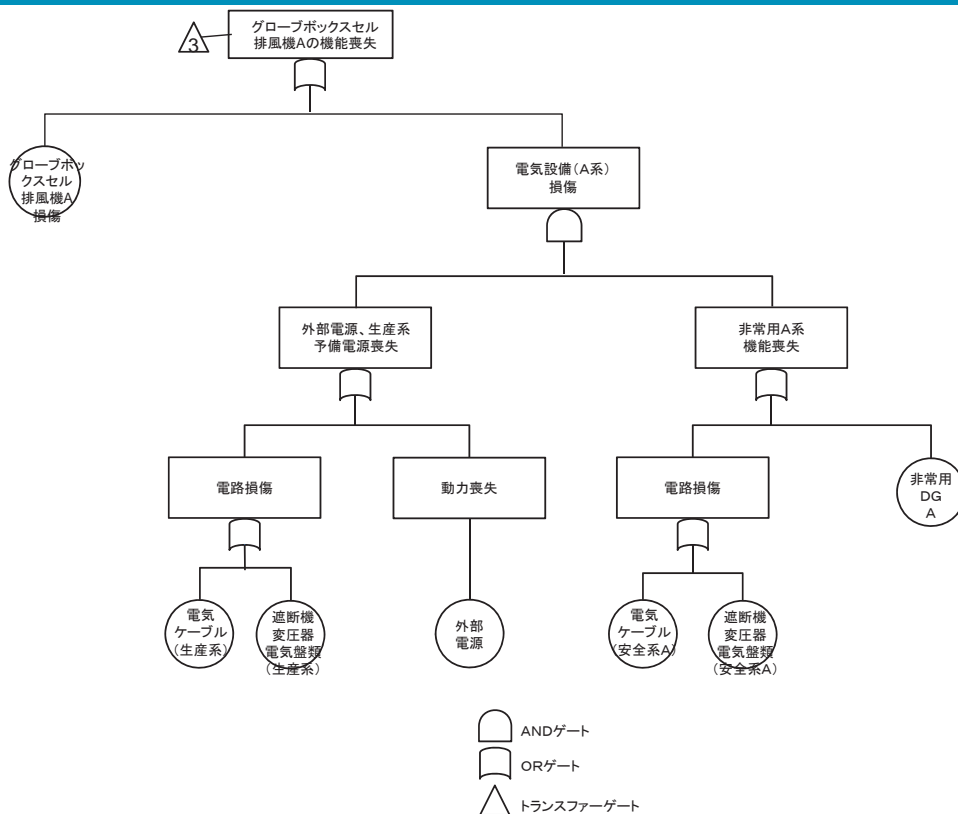 グローブボックスセル
排風機Aの機能喪失
3
グローブボッ
クスセル
排風機A
損傷
電気設備(A系)
損傷
外部電源、生産系
予備電源喪失
非常用A系
機能喪失
電路損傷
動力喪失
電路損傷
非常用
DG
A
電気
ケーブル
(生産系)
遮断機
変圧器
電気盤類
(生産系)
外部
電源
電気
ケーブル
(安全系A)
遮断機
変圧器
電気盤類
(安全系A)
ANDゲート
ORゲート
トランスファーゲート